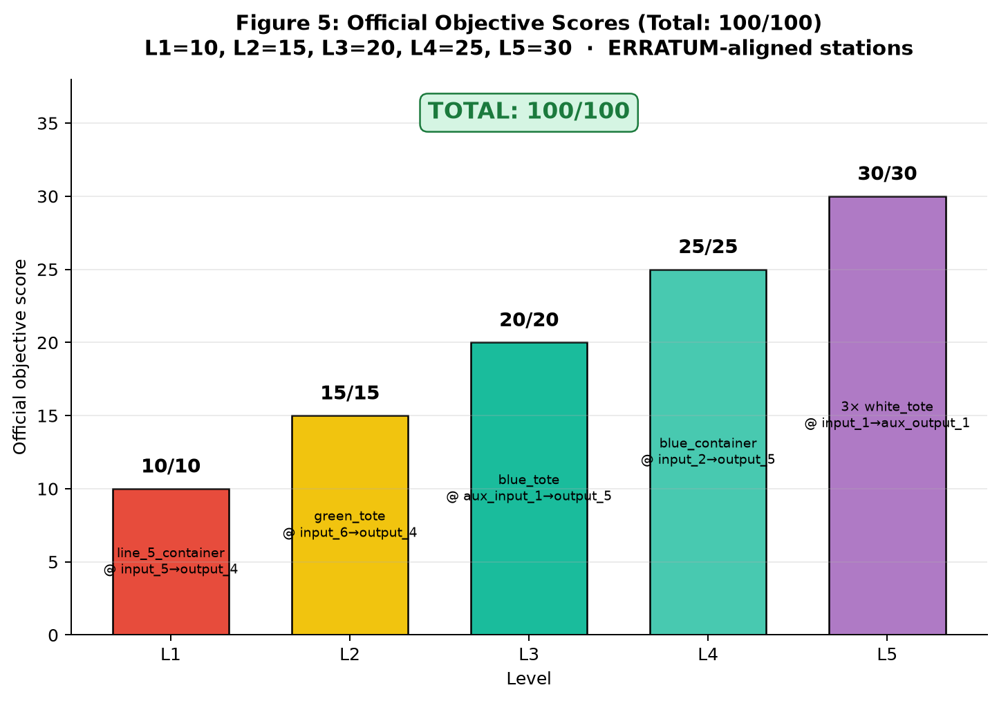 Figure 5: Official Objective Scores (Total: 100/100)
L1=10, L2=15, L3=20, L4=25, L5=30 · ERRATUM-aligned stations
TOTAL: 100/100
35
30
25
20
15
10
5
0
Official objective score
10/10
line_5_container
@ input_5→output_4
15/15
green_tote
@ input_6→output_4
20/20
blue_tote
@ aux_input_1→output_5
25/25
blue_container
@ input_2→output_5
30/30
3× white_tote
@ input_1→aux_output_1
L1
L2
L3
L4
L5
Level